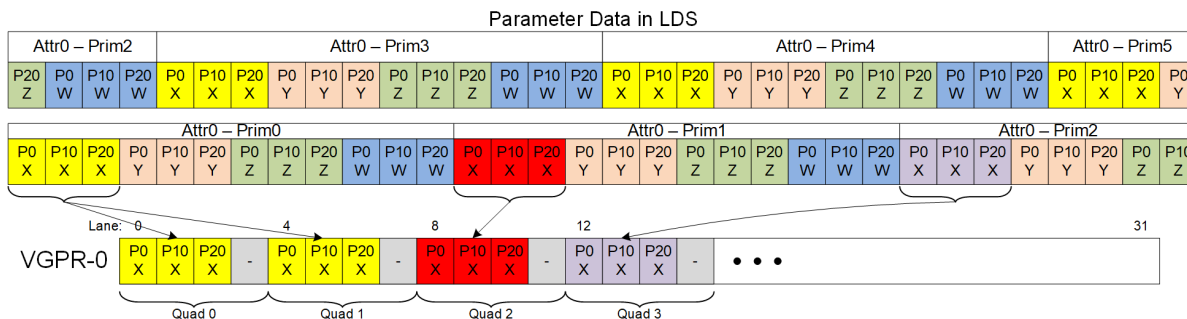 Parameter Data in LDS
Attr0 – Prim2 Attr0 – Prim3 Attr0 – Prim4 Attr0 – Prim5
P20 P0 P10 P20 P0 P10 P20 P0 P10 P20 P0 P10 P20 P0 P10 P20 P0 P10 P20 P0 P10 P20 P0 P10 P20 P0 P10 P20 P0 P10 P20 P0
Z W W W X X X Y Y Y Z Z Z W W W X X X Y Y Y Z Z Z W W W X X X Y
Attr0 – Prim0 Attr0 – Prim1 Attr0 – Prim2
P0 P10 P20 P0 P10 P20 P0 P10 P20 P0 P10 P20 P0 P10 P20 P0 P10 P20 P0 P10 P20 P0 P10 P20 P0 P10 P20 P0 P10 P20 P0 P10
X X X Y Y Y Z Z Z W W W X X X Y Y Y Z Z Z W W W X X X Y Y Y Z Z
Lane: 0 4 8 12 31
VGPR-0
P0 P10 P20 P0 P10 P20 P0 P10 P20 P0 P10 P20
X X X - X X X - X X X - X X X -
Quad 0 Quad 1 Quad 2 Quad 3